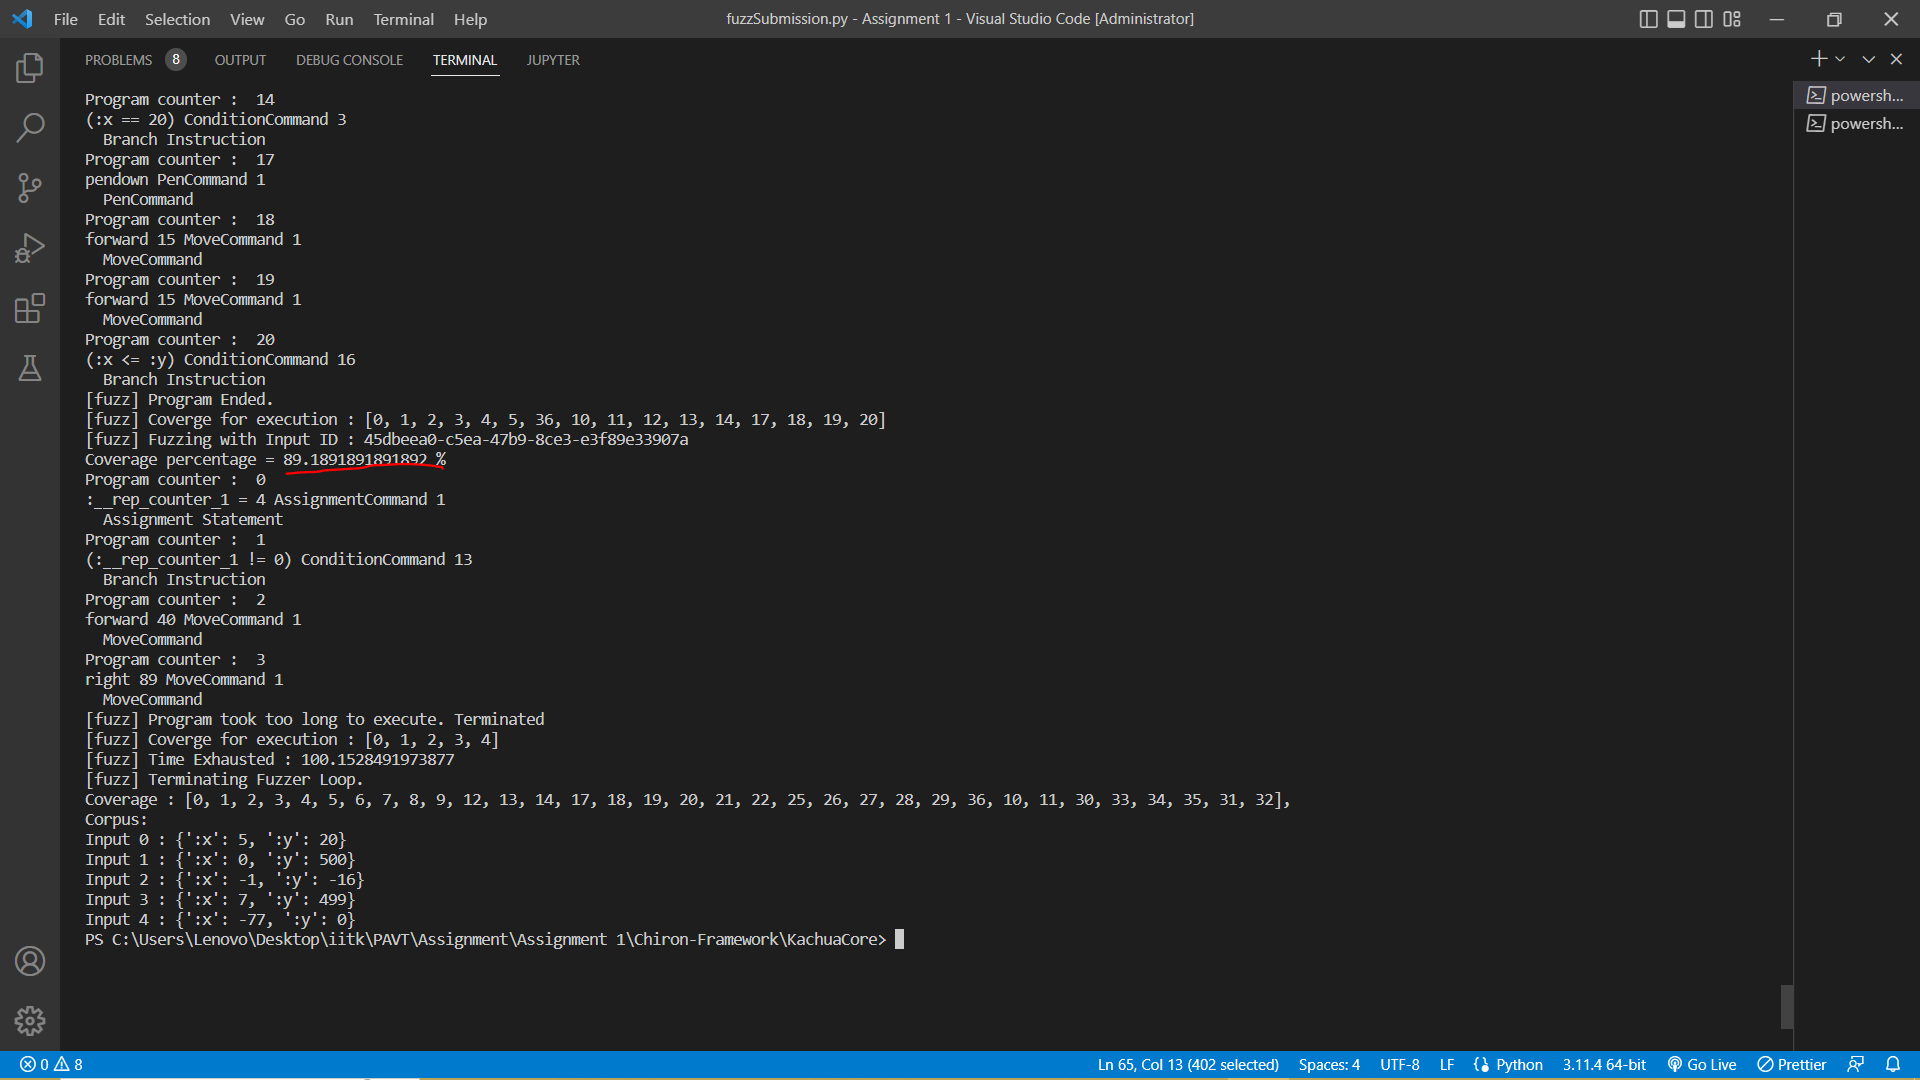 File Edit Selection View Go Run Terminal Help
fuzzSubmission.py - Assignment 1 - Visual Studio Code [Administrator]
PROBLEMS 8 OUTPUT DEBUG CONSOLE TERMINAL JUPYTER
powersh...
powersh...
Program counter :  14
(:x == 20) ConditionCommand 3
  Branch Instruction
Program counter :  17
pendown PenCommand 1
  PenCommand
Program counter :  18
forward 15 MoveCommand 1
  MoveCommand
Program counter :  19
forward 15 MoveCommand 1
  MoveCommand
Program counter :  20
(:x <= :y) ConditionCommand 16
  Branch Instruction
[fuzz] Program Ended.
[fuzz] Coverge for execution : [0, 1, 2, 3, 4, 5, 36, 10, 11, 12, 13, 14, 17, 18, 19, 20]
[fuzz] Fuzzing with Input ID : 45dbeea0-c5ea-47b9-8ce3-e3f89e33907a
Coverage percentage = 89.1891891891892 %
Program counter :  0
:__rep_counter_1 = 4 AssignmentCommand 1
  Assignment Statement
Program counter :  1
(:__rep_counter_1 != 0) ConditionCommand 13
  Branch Instruction
Program counter :  2
forward 40 MoveCommand 1
  MoveCommand
Program counter :  3
right 89 MoveCommand 1
  MoveCommand
[fuzz] Program took too long to execute. Terminated
[fuzz] Coverge for execution : [0, 1, 2, 3, 4]
[fuzz] Time Exhausted : 100.1528491973877
[fuzz] Terminating Fuzzer Loop.
Coverage : [0, 1, 2, 3, 4, 5, 6, 7, 8, 9, 12, 13, 14, 17, 18, 19, 20, 21, 22, 25, 26, 27, 28, 29, 36, 10, 11, 30, 33, 34, 35, 31, 32],
Corpus:
Input 0 : {':x': 5, ':y': 20}
Input 1 : {':x': 0, ':y': 500}
Input 2 : {':x': -1, ':y': -16}
Input 3 : {':x': 7, ':y': 499}
Input 4 : {':x': -77, ':y': 0}
PS C:\Users\Lenovo\Desktop\iitk\PAVT\Assignment\Assignment 1\Chiron-Framework\KachuaCore>
0 8 Ln 65, Col 13 (402 selected) Spaces: 4 UTF-8 LF Python 3.11.4 64-bit Go Live Prettier